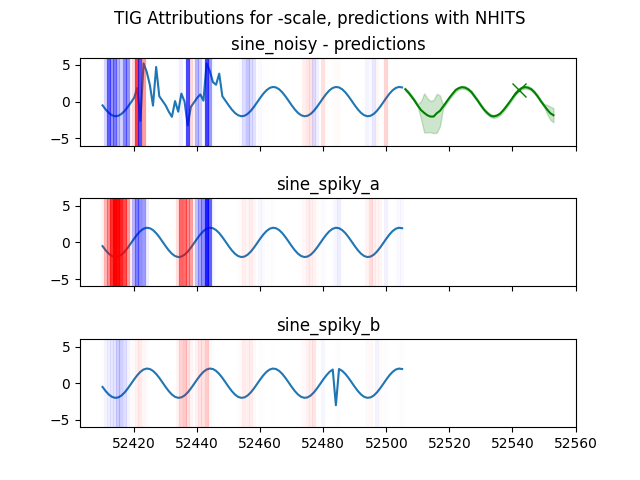 TIG Attributions for -scale, predictions with NHITS
sine_noisy - predictions
5
0
−5
sine_spiky_a
5
0
−5
sine_spiky_b
5
0
−5
52420 52440 52460 52480 52500 52520 52540 52560